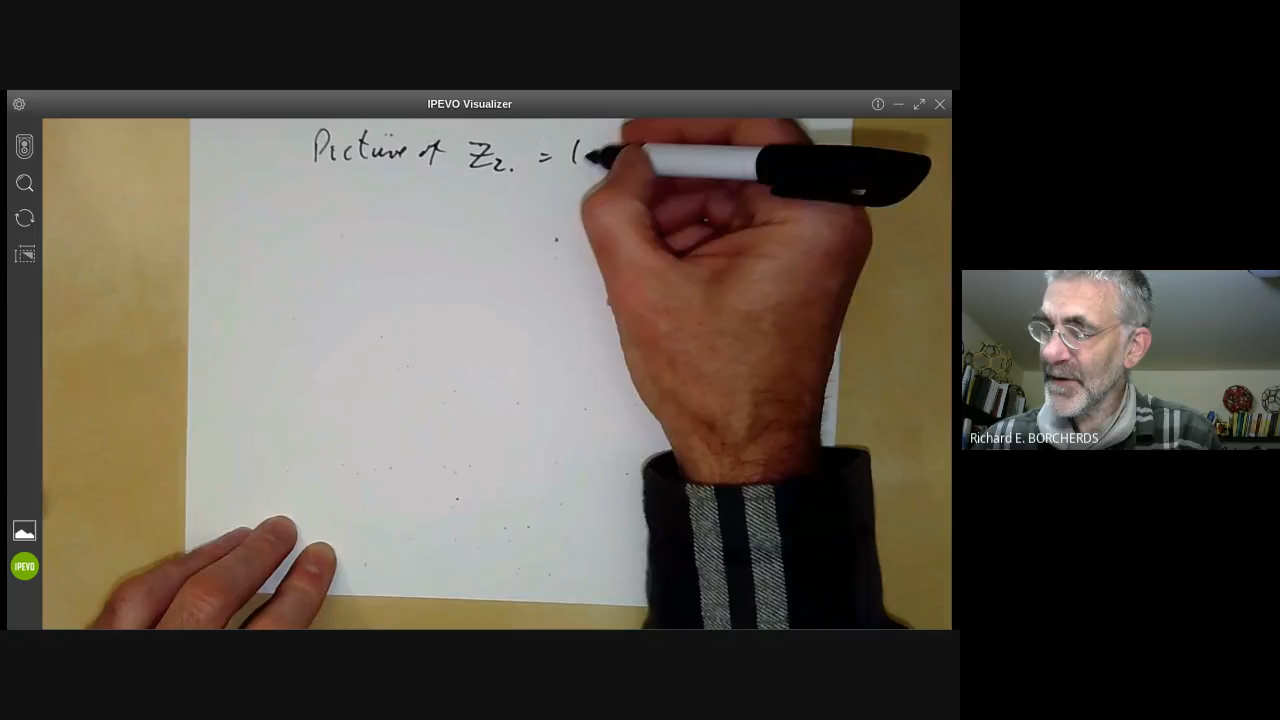 IPEVO Visualizer
Picture of Z₂. = (
IPEVO
Richard E. BORCHERDS